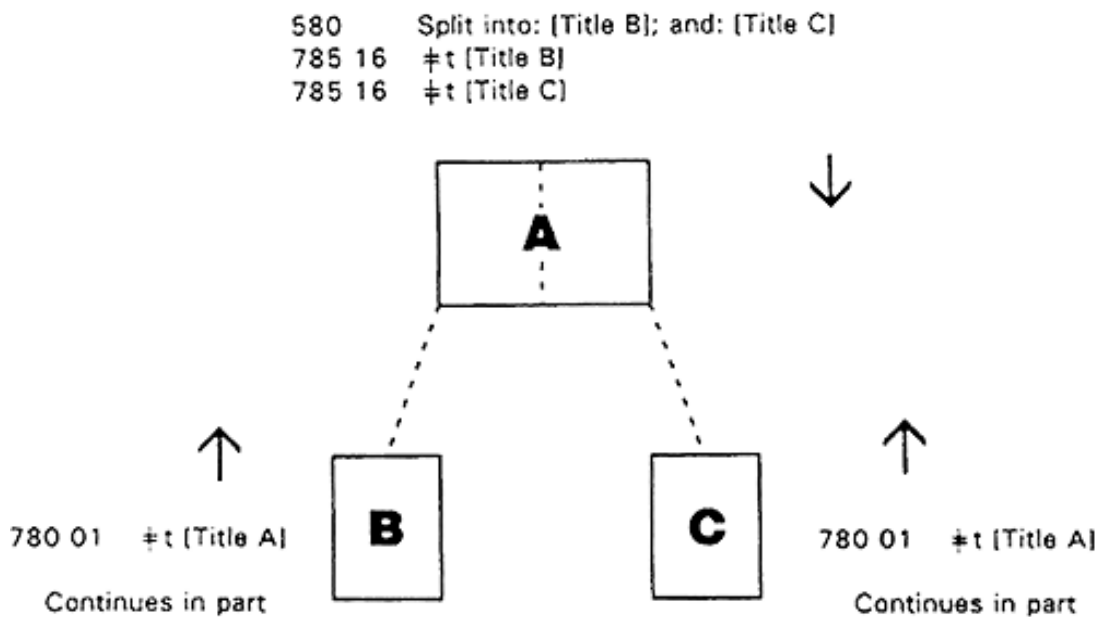 580 Split into: [Title B]; and: [Title C]
785 16 ‡t [Title B]
785 16 ‡t [Title C]
A
B
C
780 01 ‡t [Title A]
780 01 ‡t [Title A]
Continues in part
Continues in part